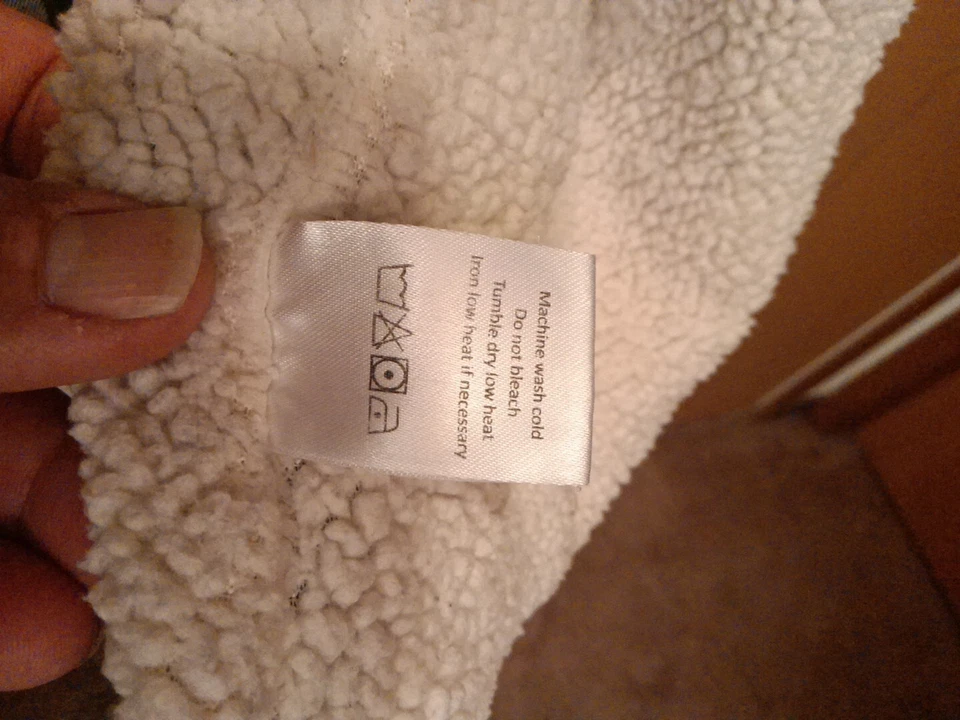 Machine wash cold
Do not bleach
Tumble dry low heat
Iron low heat if necessary